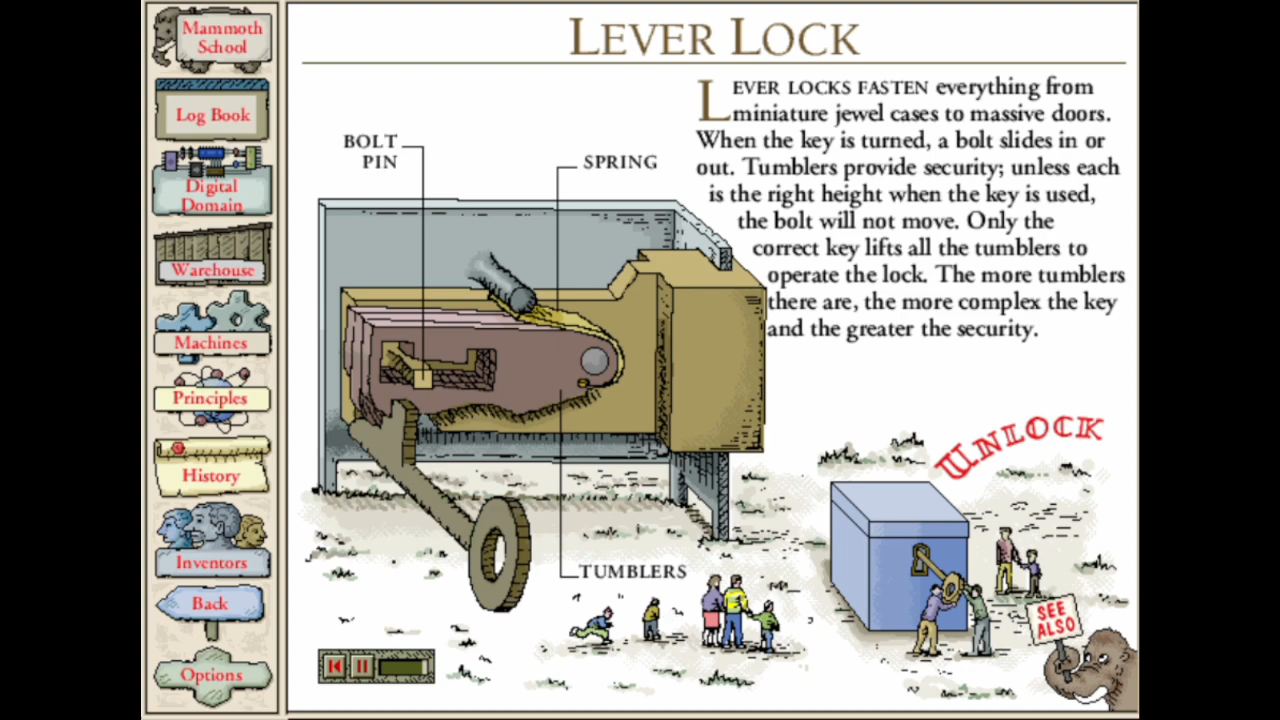 Mammoth
School
Log Book
Digital
Domain
Warehouse
Machines
Principles
History
Inventors
Back
Options
LEVER LOCK
LEVER LOCKS FASTEN everything from
miniature jewel cases to massive doors.
When the key is turned, a bolt slides in or
out. Tumblers provide security; unless each
is the right height when the key is used,
the bolt will not move. Only the
correct key lifts all the tumblers to
operate the lock. The more tumblers
there are, the more complex the key
and the greater the security.
BOLT
PIN
SPRING
TUMBLERS
UNLOCK
SEE
ALSO